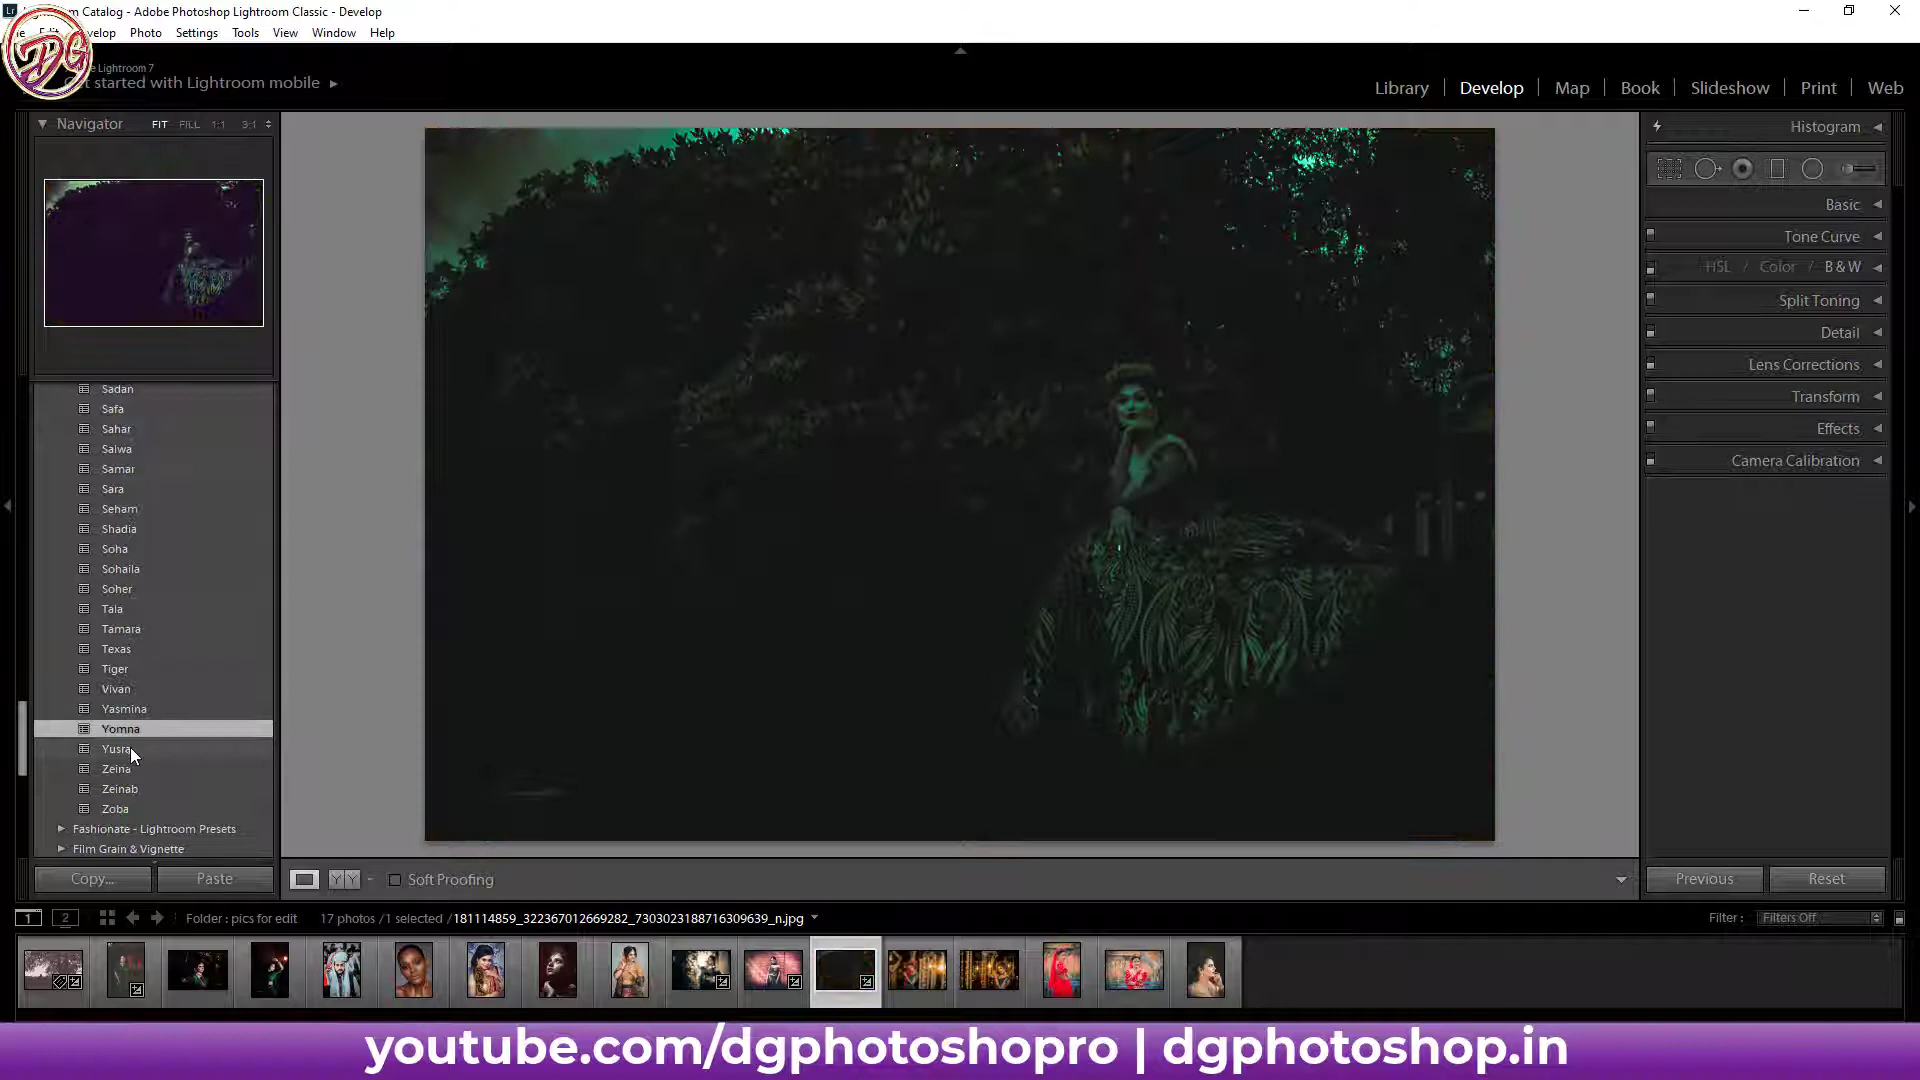 Lr
m Catalog - Adobe Photoshop Lightroom Classic - Develop
Photo Settings Tools View Window Help
DG
Lightroom 7
Get started with Lightroom mobile
Library | Develop | Map | Book | Slideshow | Print | Web
Navigator FIT FILL 1:1 3:1
Histogram
Basic
Tone Curve
HSL / Color / B & W
Split Toning
Detail
Lens Corrections
Transform
Effects
Camera Calibration
Sadan
Safa
Sahar
Salwa
Samar
Sara
Seham
Shadia
Soha
Sohaila
Soher
Tala
Tamara
Texas
Tiger
Vivan
Yasmina
Yomna
Yusra
Zeina
Zeinab
Zoba
Fashionate - Lightroom Presets
Film Grain & Vignette
Copy... Paste
Soft Proofing
Previous Reset
1 2 Folder : pics for edit 17 photos /1 selected /181114859_322367012669282_7303023188716309639_n.jpg
Filter : Filters Off
youtube.com/dgphotoshopro | dgphotoshop.in